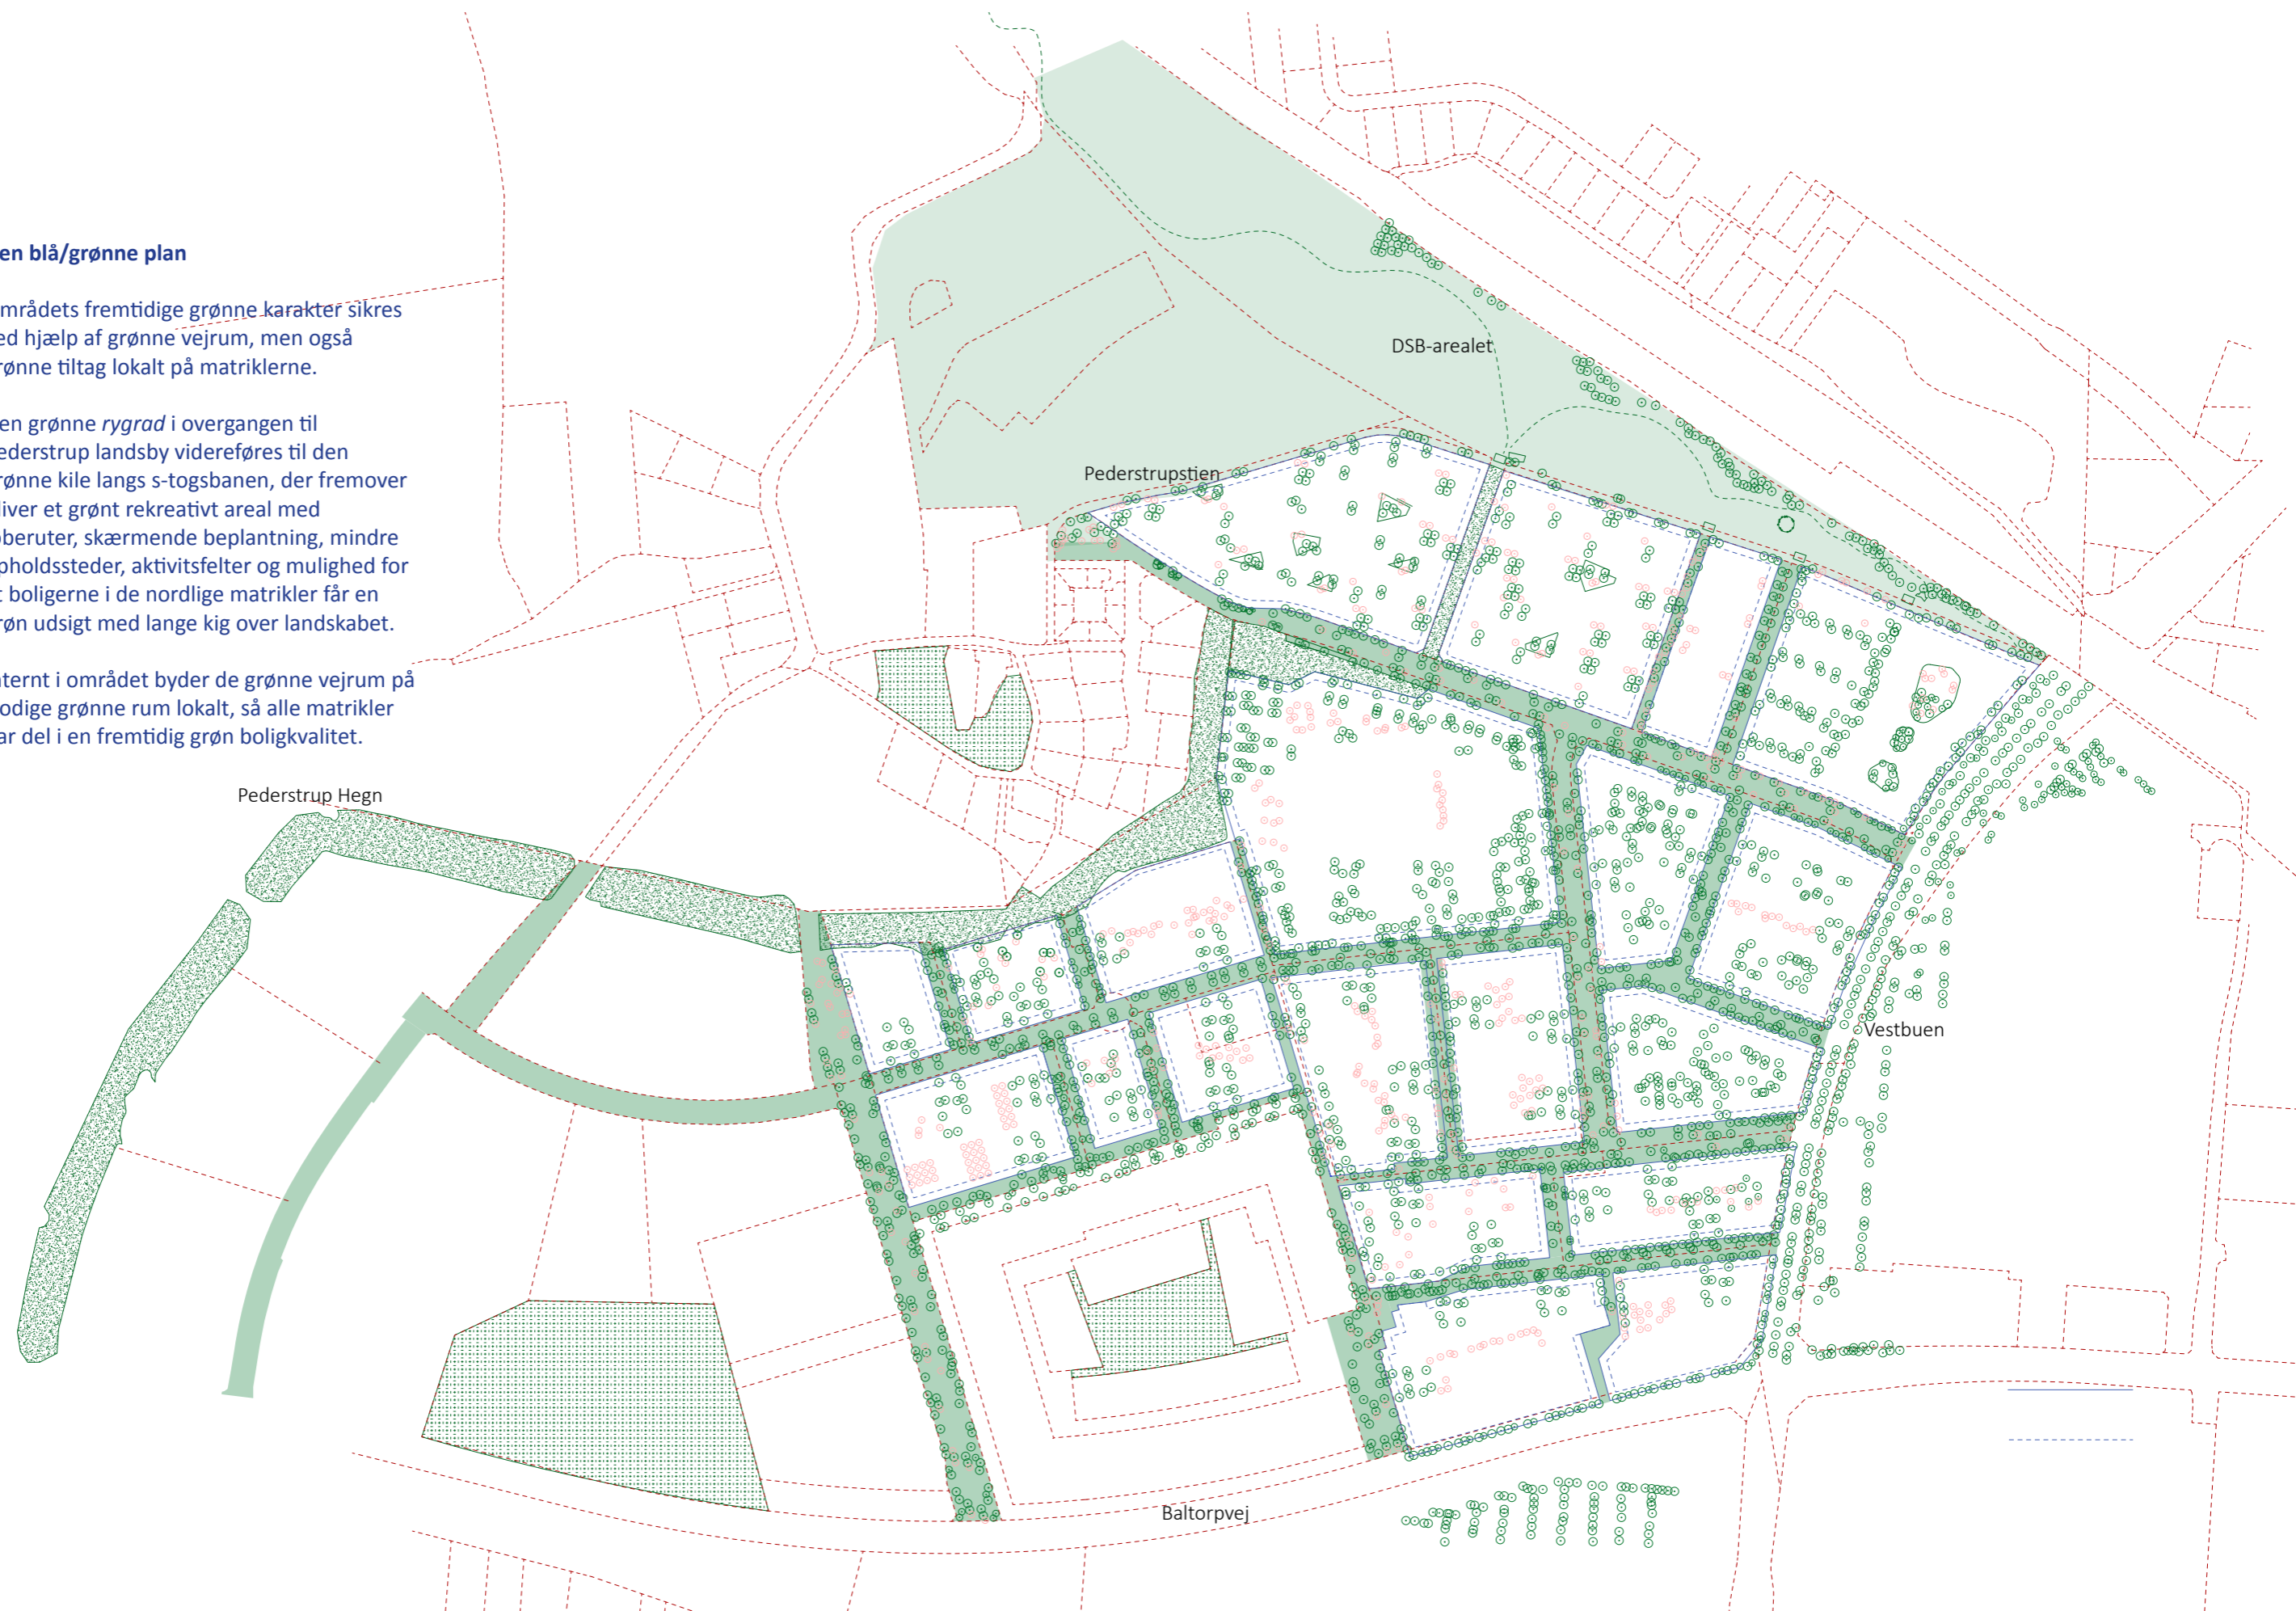 en blå/grønne plan
mrådets fremtidige grønne karakter sikres
ed hjælp af grønne vejrum, men også
rønne tiltag lokalt på matriklerne.
en grønne rygrad i overgangen til
ederstrup landsby videreføres til den
rønne kile langs s-togsbanen, der fremover
liver et grønt rekreativt areal med
øberuter, skærmende beplantning, mindre
pholdssteder, aktivitsfelter og mulighed for
t boligerne i de nordlige matrikler får en
røn udsigt med lange kig over landskabet.
nternt i området byder de grønne vejrum på
odige grønne rum lokalt, så alle matrikler
ar del i en fremtidig grøn boligkvalitet.
DSB-arealet
Pederstrupstien
Pederstrup Hegn
Vestbuen
Baltorpvej